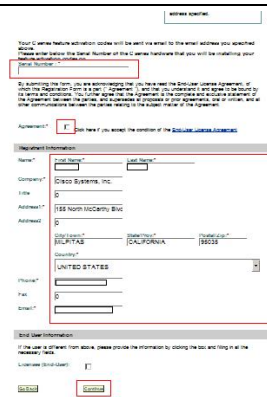 address specified.
Your C series feature activation codes will be sent via email to the email address you specified
above.
Please enter below the Serial Number of the C series hardware that you will be installing your
feature activation codes on.
Serial Number *
By submitting this form, you are acknowledging that you have read the End-User License Agreement, of
which this Registration Form is a part ("Agreement"), and that you understand it and agree to be bound by
its terms and conditions. You further agree that the Agreement is the complete and exclusive statement of
the Agreement between the parties, and supersedes all proposals or prior agreements, oral or written, and all
other communications between the parties relating to the subject matter of the Agreement.
Agreement:* Click here if you accept the condition of the End-User License Agreement
Registrant Information
Name:* First Name:* Last Name:*
Company:* Cisco Systems, Inc.
Title 0
Address1:* 155 North McCarthy Blvc
Address2 0
City/Town:* State/Prov:* Postal/Zip:*
MILPITAS CALIFORNIA 95035
Country:*
UNITED STATES
Phone:*
Fax 0
Email:*
End User Information
If the user is different from above, please provide the information by clicking the box and filling in all the
necessary fields.
Licensee (End-User)
Go Back Continue